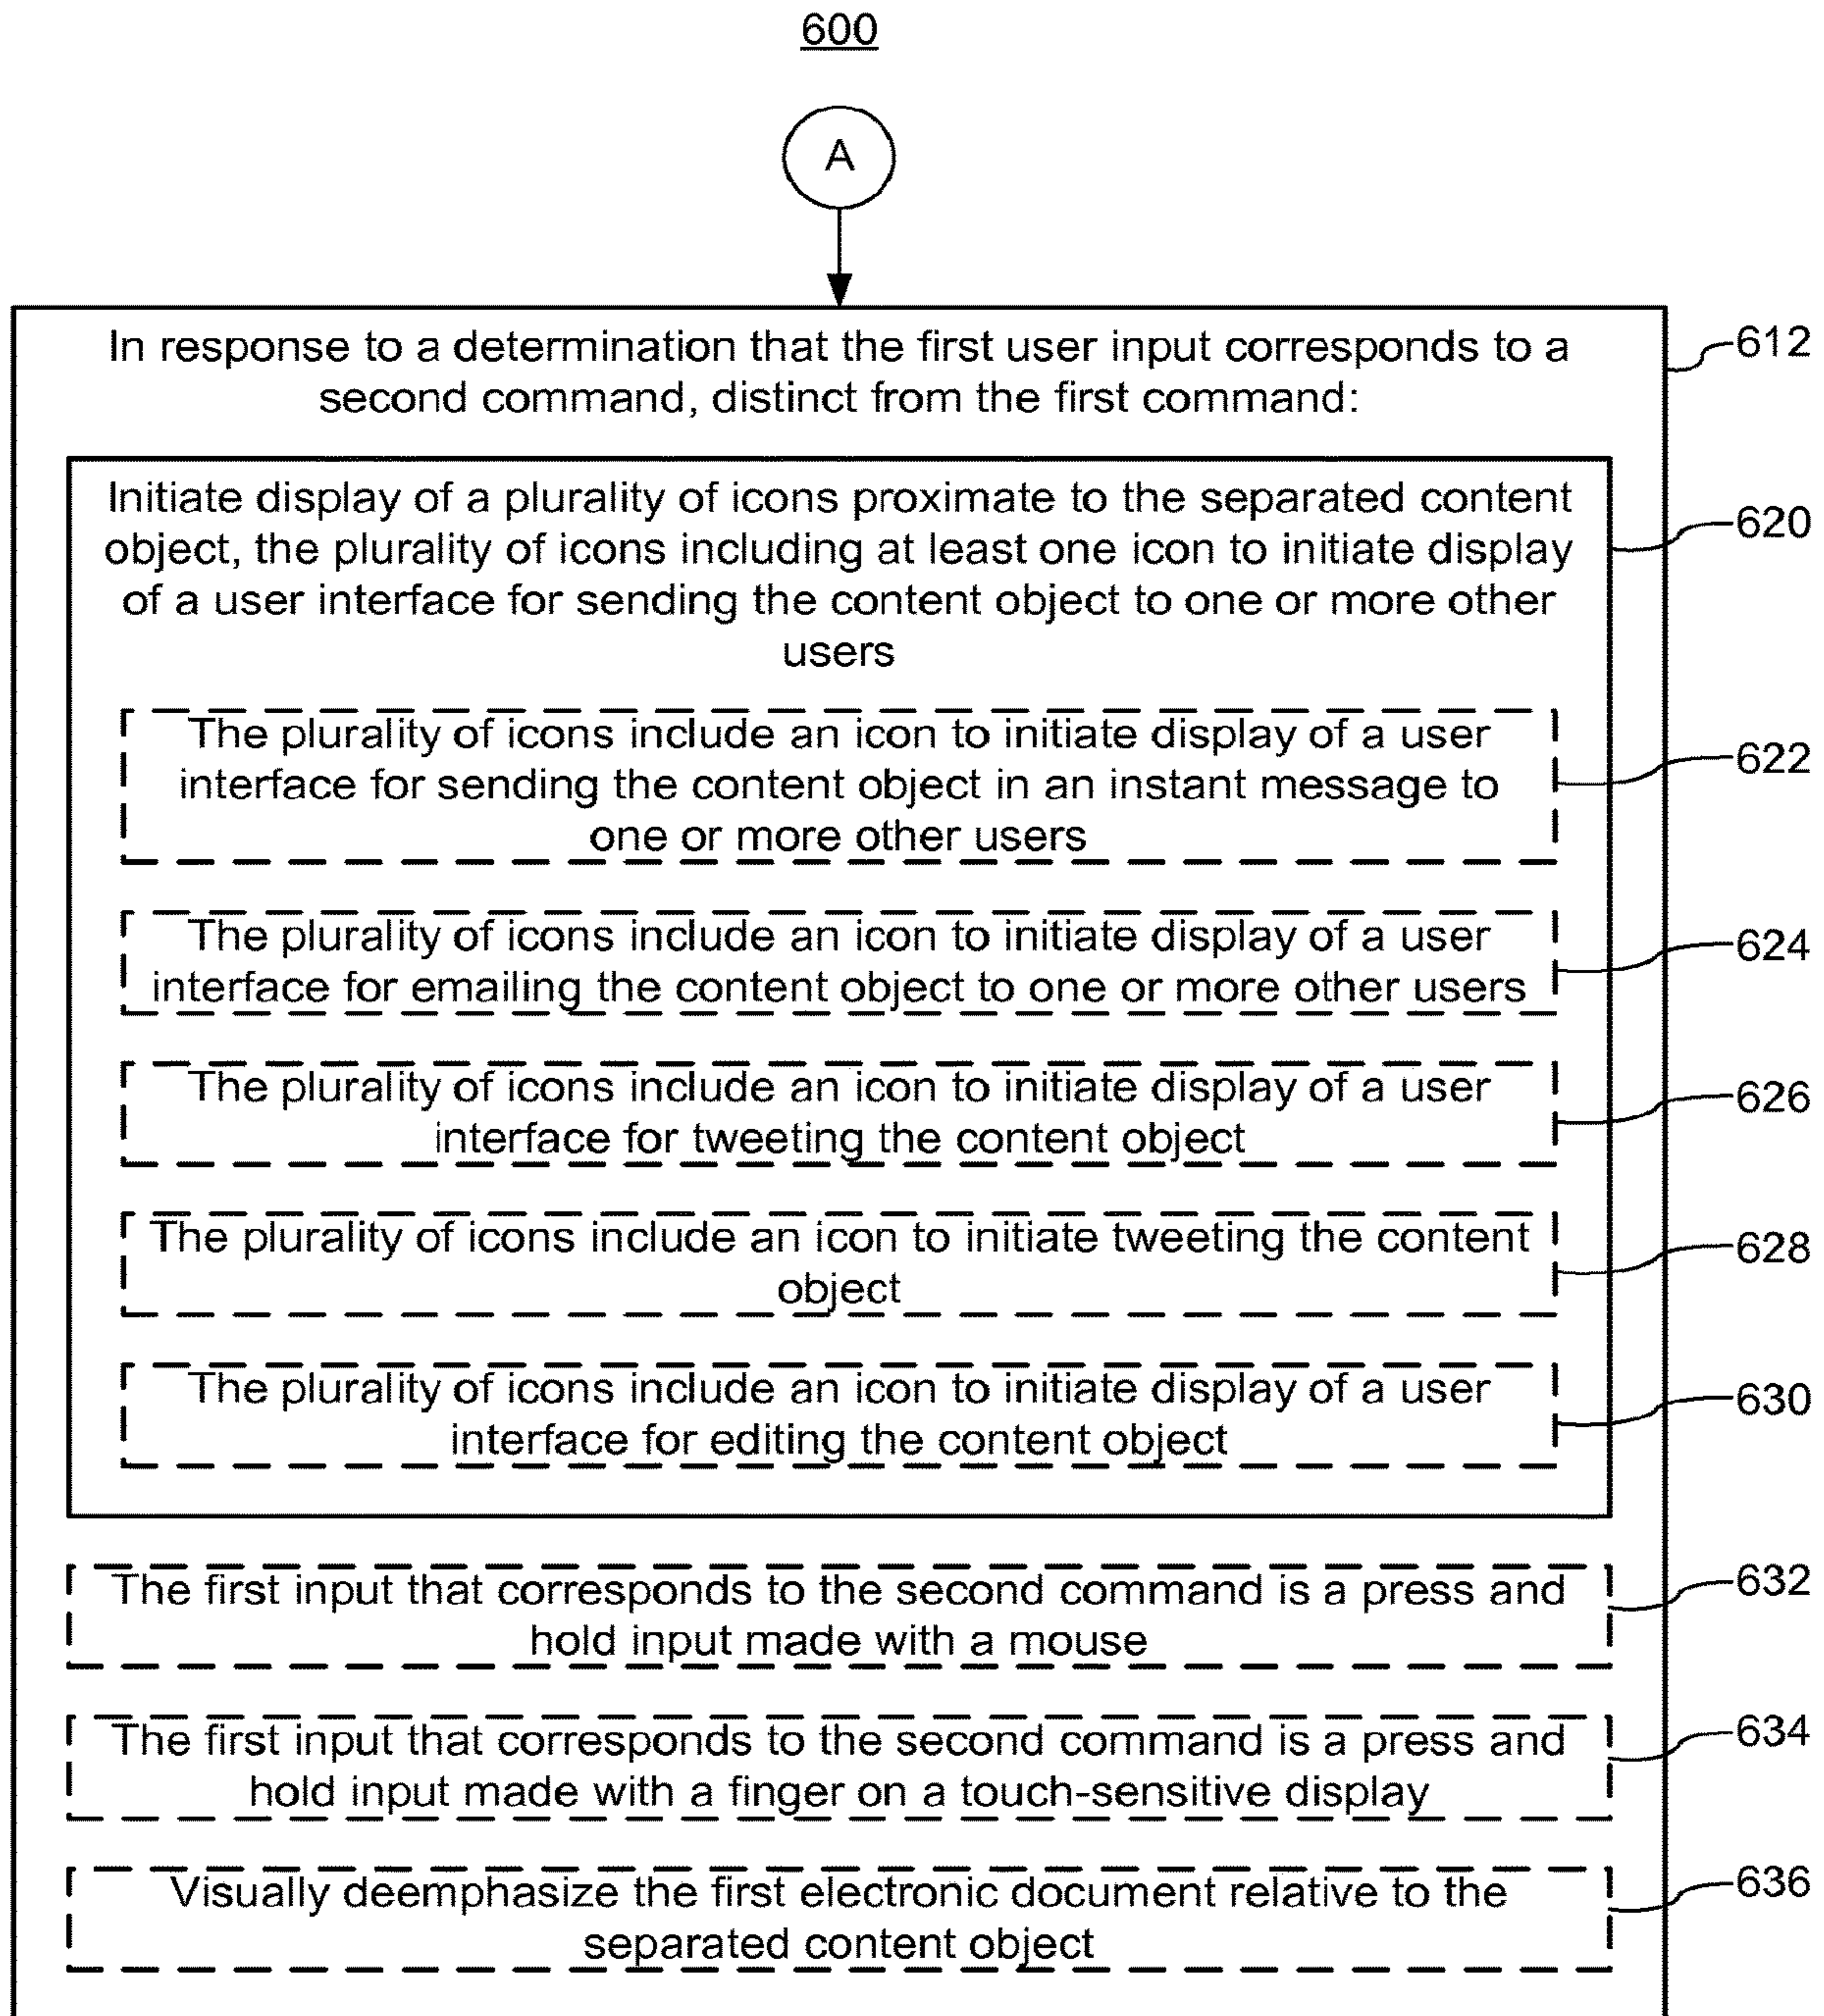 600
A
In response to a determination that the first user input corresponds to a
second command, distinct from the first command:
612
Initiate display of a plurality of icons proximate to the separated content
object, the plurality of icons including at least one icon to initiate display
of a user interface for sending the content object to one or more other
users
620
The plurality of icons include an icon to initiate display of a user
interface for sending the content object in an instant message to
one or more other users
622
The plurality of icons include an icon to initiate display of a user
interface for emailing the content object to one or more other users
624
The plurality of icons include an icon to initiate display of a user
interface for tweeting the content object
626
The plurality of icons include an icon to initiate tweeting the content
object
628
The plurality of icons include an icon to initiate display of a user
interface for editing the content object
630
The first input that corresponds to the second command is a press and
hold input made with a mouse
632
The first input that corresponds to the second command is a press and
hold input made with a finger on a touch-sensitive display
634
Visually deemphasize the first electronic document relative to the
separated content object
636